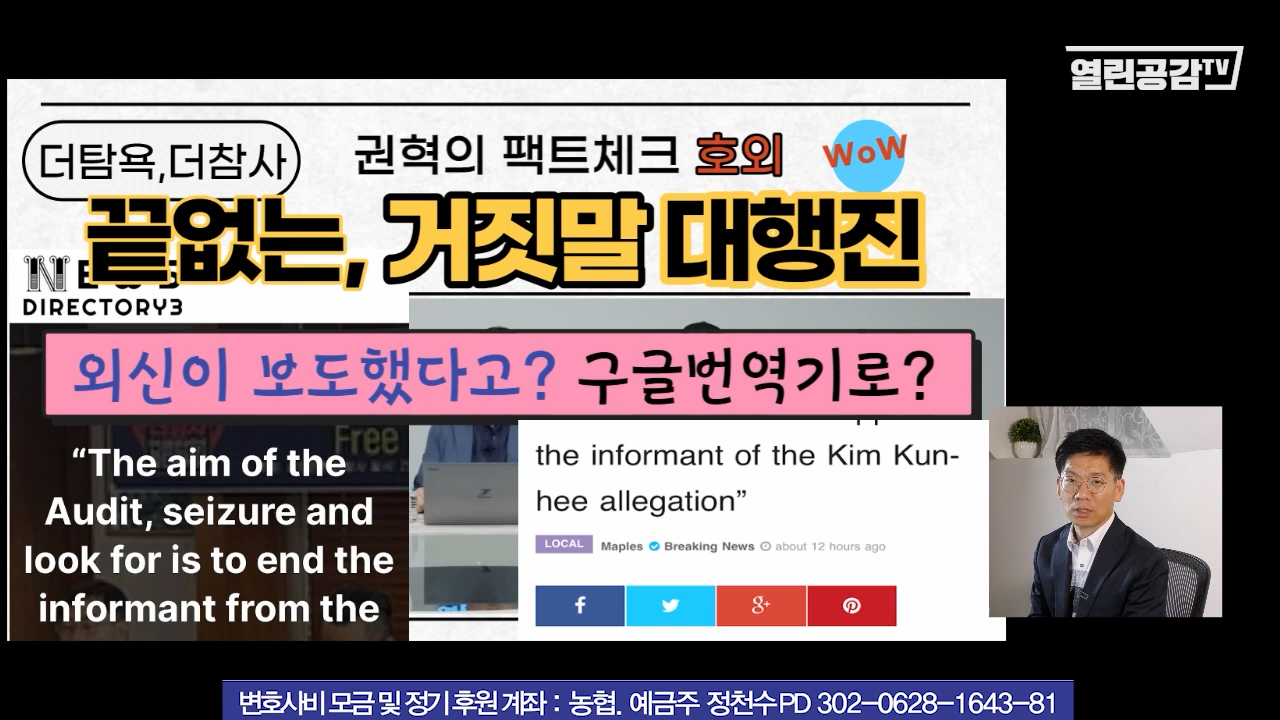 열린공감TV
더탐욕,더참사
권혁의 팩트체크 호외
WoW
끝없는, 거짓말 대행진
DIRECTORY3
외신이 보도했다고? 구글번역기로?
Free
“The aim of the
Audit, seizure and
look for is to end the
informant from the
the informant of the Kim Kun-
hee allegation”
LOCAL Maples Breaking News about 12 hours ago
변호사비 모금 및 정기 후원 계좌 : 농협. 예금주 정천수PD 302-0628-1643-81